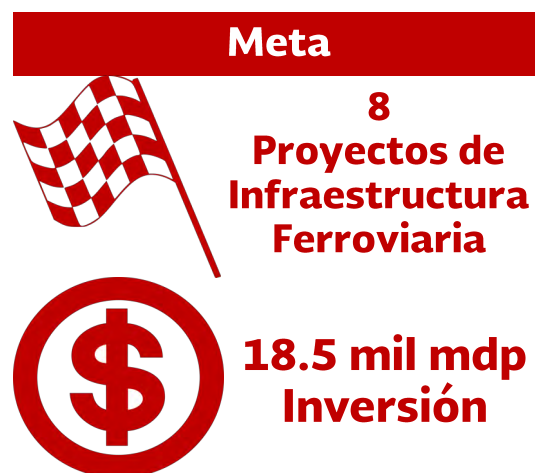 Meta
8
Proyectos de
Infraestructura
Ferroviaria
$
18.5 mil mdp
Inversión